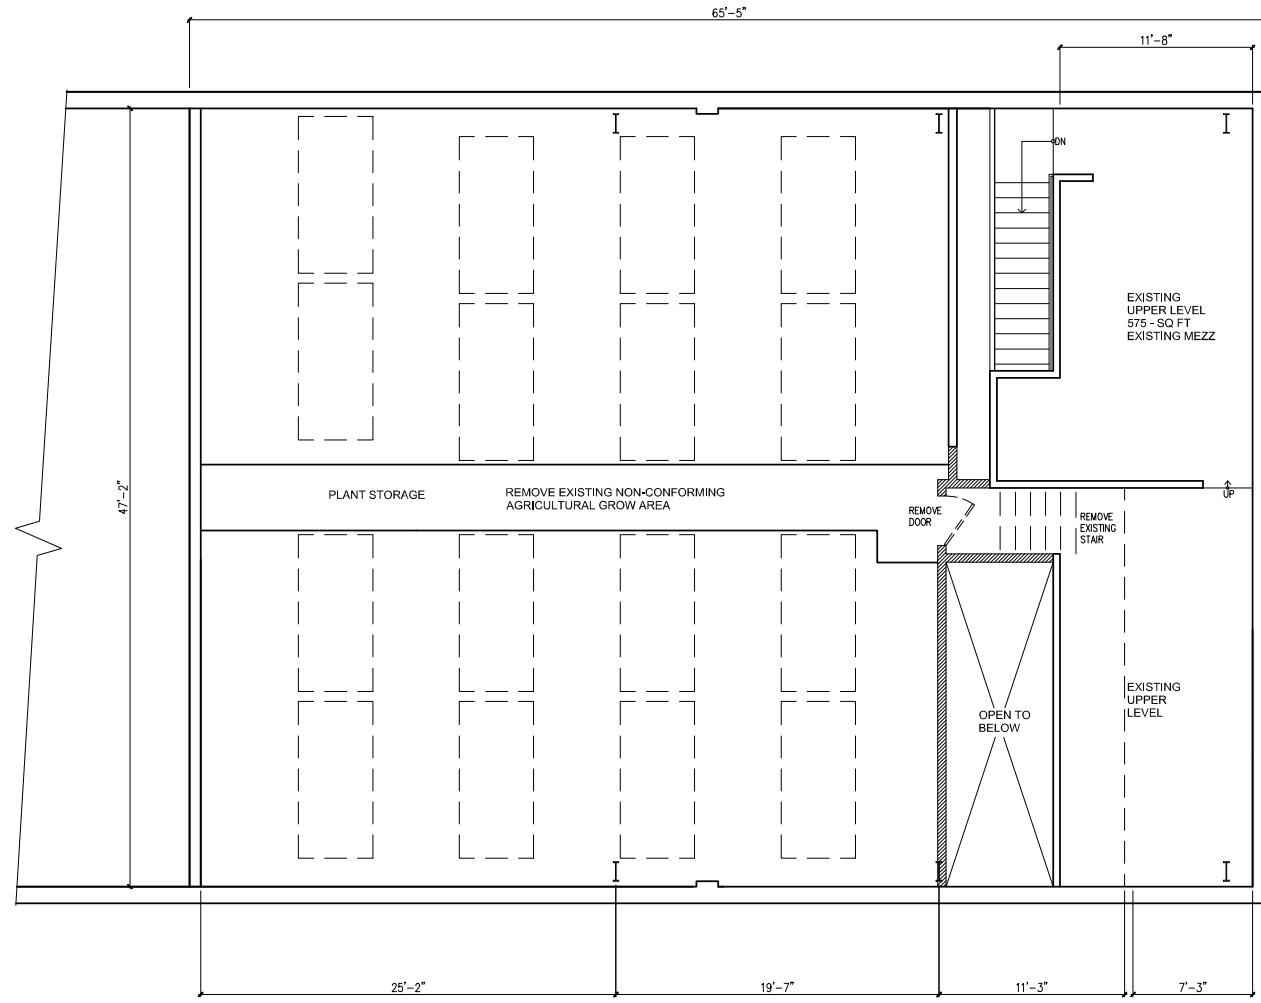 65'-5"
11'-8"
DN
EXISTING
UPPER LEVEL
575 - SQ FT
EXISTING MEZZ
47'-2"
PLANT STORAGE
REMOVE EXISTING NON-CONFORMING
AGRICULTURAL GROW AREA
REMOVE
DOOR
UP
REMOVE
EXISTING
STAIR
EXISTING
UPPER
LEVEL
OPEN TO
BELOW
25'-2"
19'-7"
11'-3"
7'-3"